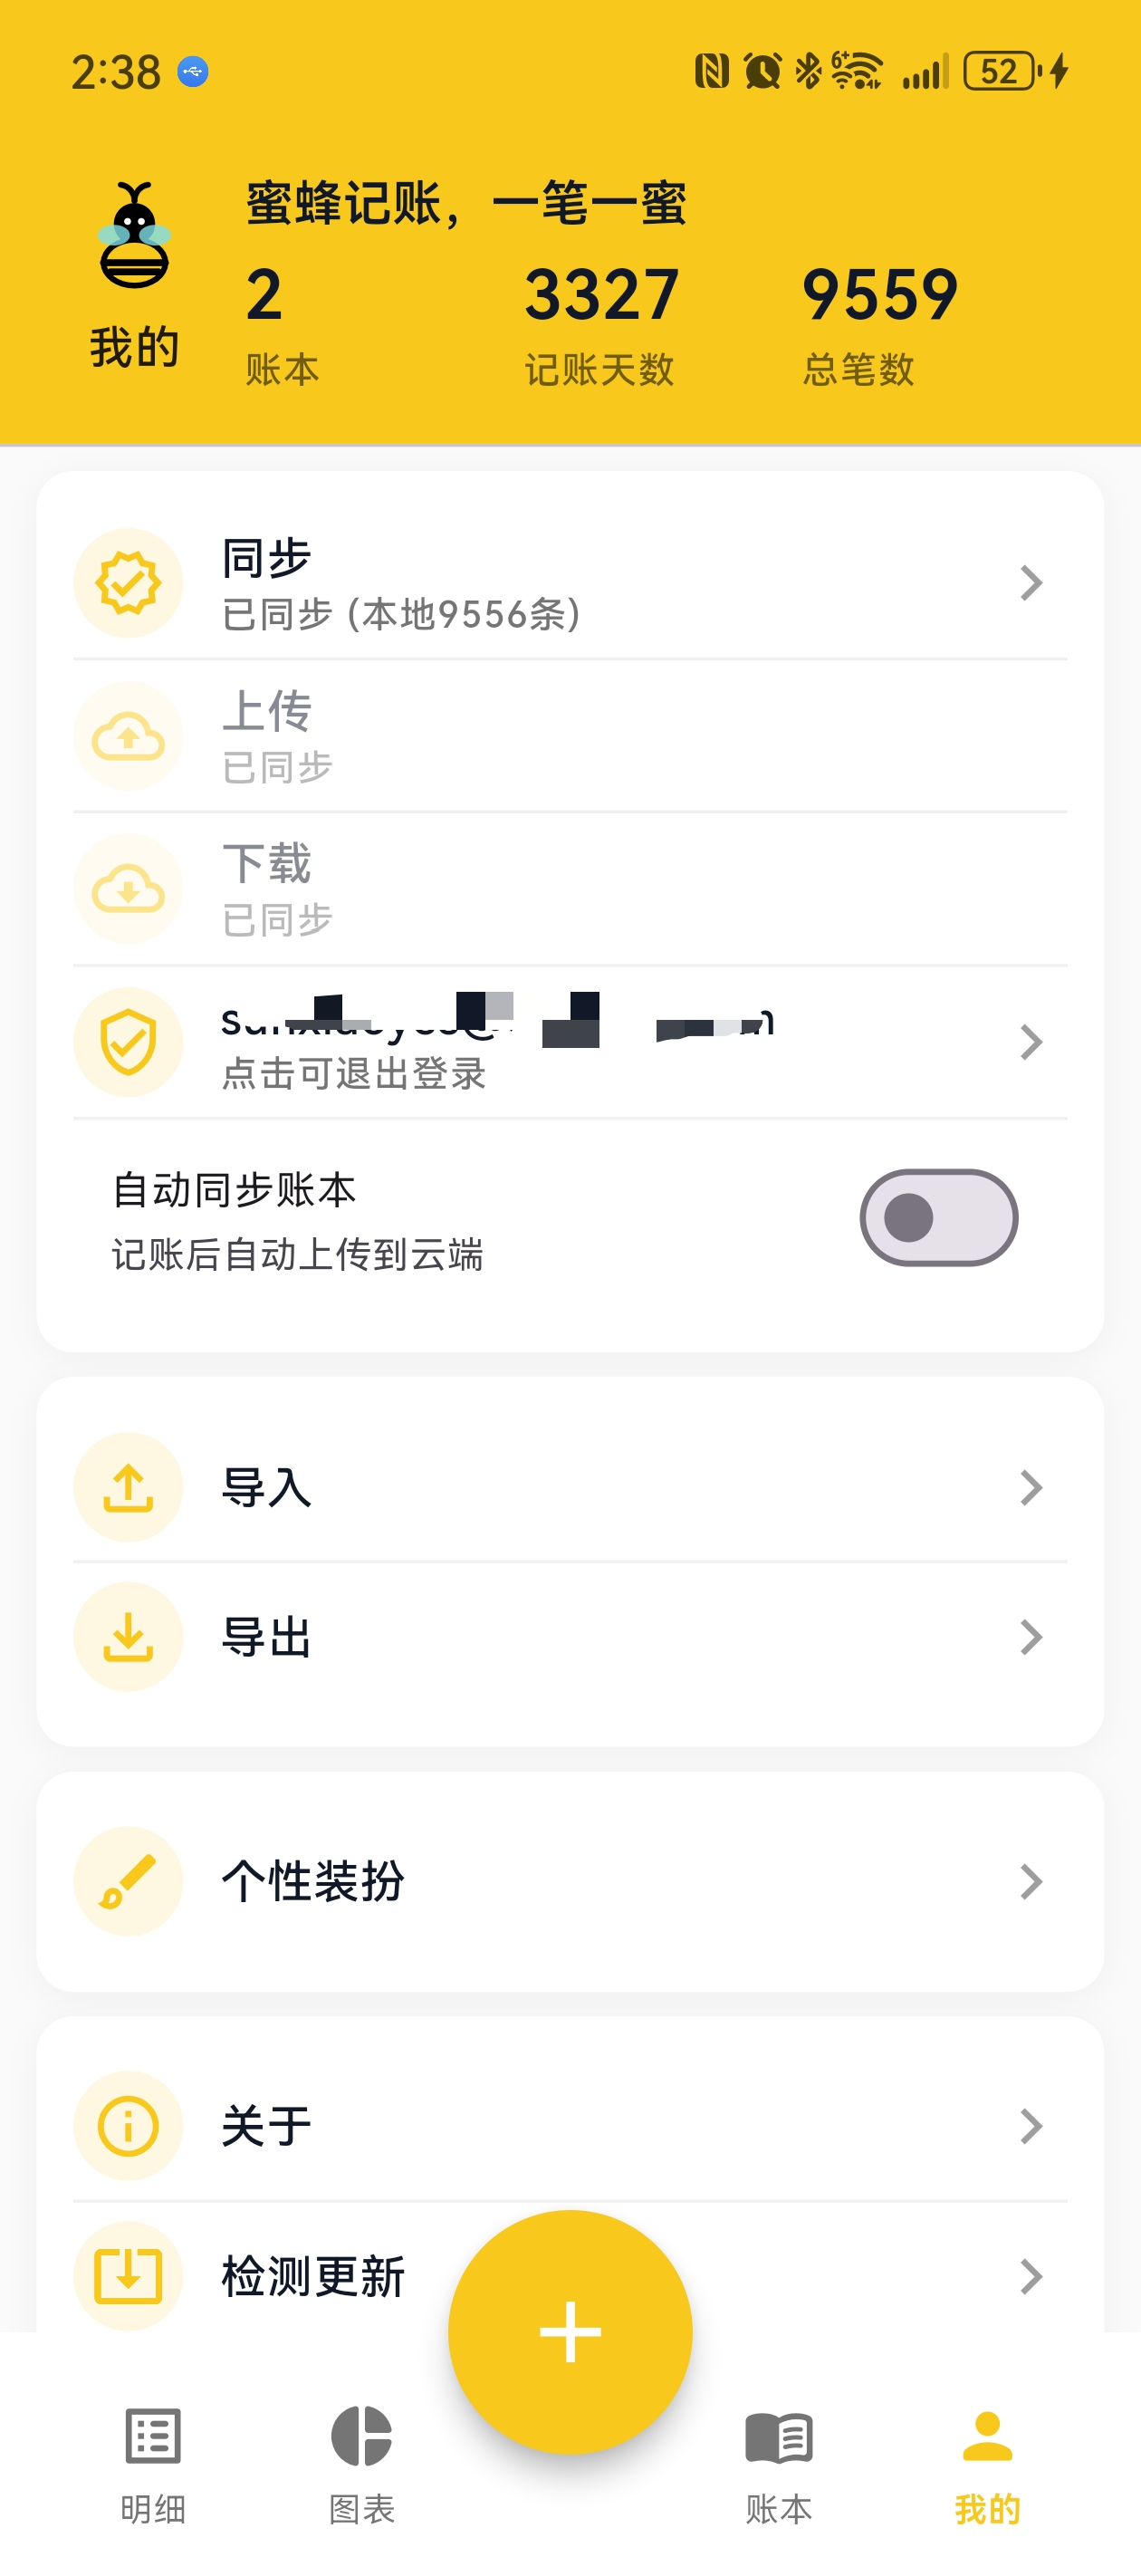 2:38
6+
52
蜜蜂记账，一笔一蜜
2 3327 9559
我的
账本 记账天数 总笔数
同步
已同步 (本地9556条)
上传
已同步
下载
已同步
点击可退出登录
自动同步账本
记账后自动上传到云端
导入
导出
个性装扮
关于
检测更新
明细 图表 账本 我的